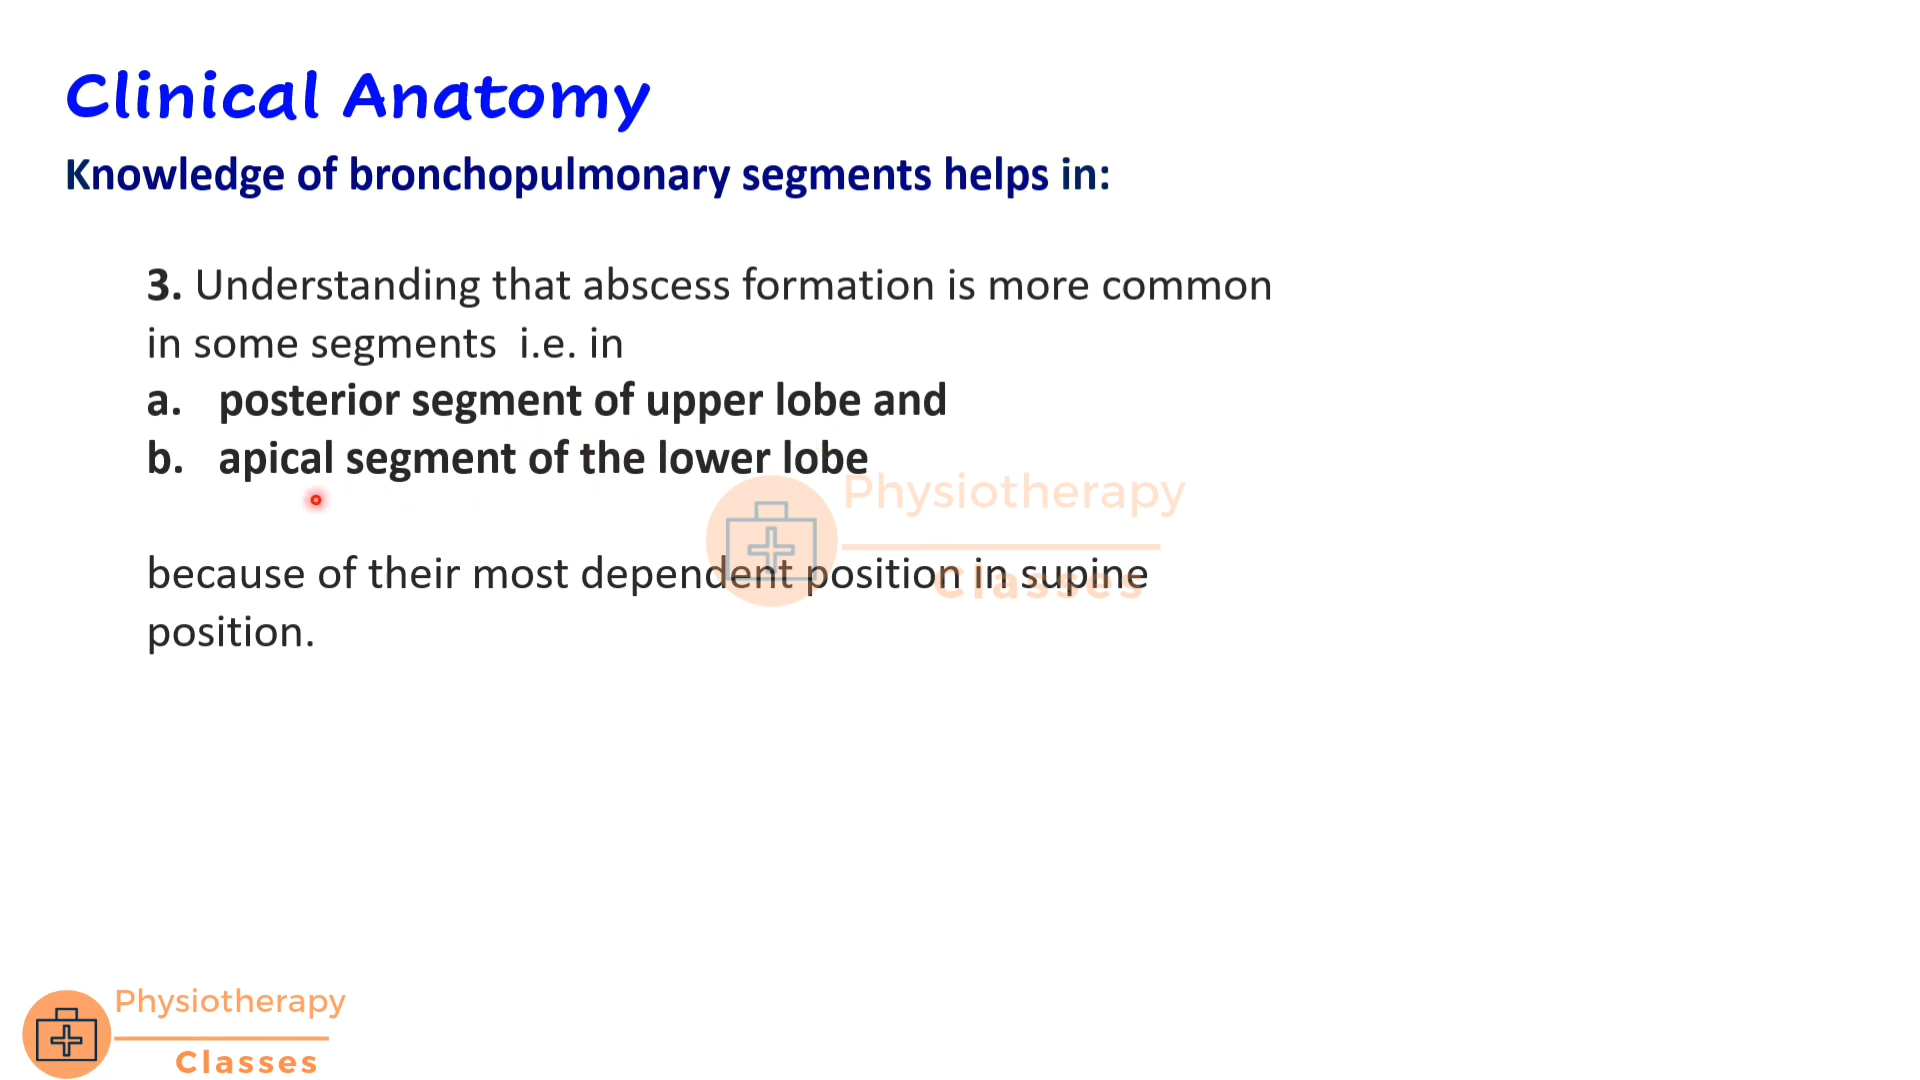 Clinical Anatomy
Knowledge of bronchopulmonary segments helps in:
3. Understanding that abscess formation is more common
in some segments i.e. in
a. posterior segment of upper lobe and
b. apical segment of the lower lobe
Physiotherapy
Classes
because of their most dependent position in supine
position.
Physiotherapy
Classes